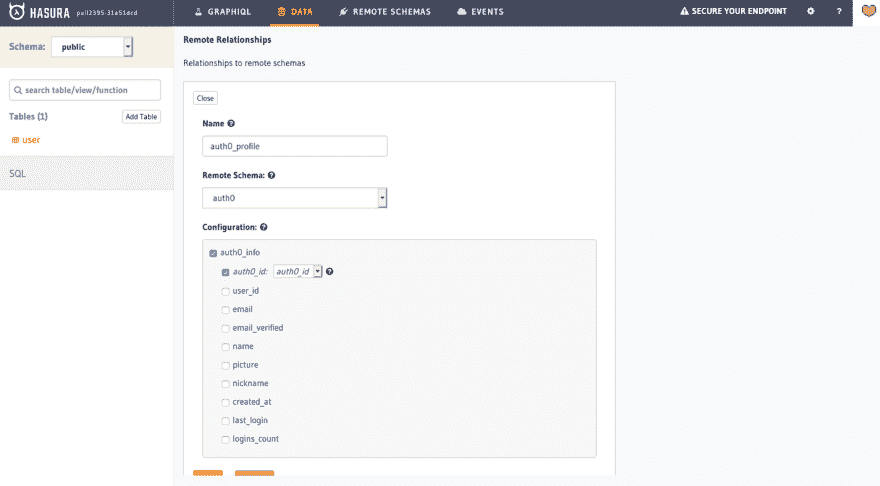 HASURA pull2395-31a51dcd GRAPHIQL DATA REMOTE SCHEMAS EVENTS SECURE YOUR ENDPOINT ?
Schema: public
search table/view/function
Tables (1) Add Table
user
SQL
Remote Relationships
Relationships to remote schemas
Close
Name ?
auth0_profile
Remote Schema: ?
auth0
Configuration: ?
auth0_info
auth0_id: auth0_id ?
user_id
email
email_verified
name
picture
nickname
created_at
last_login
logins_count